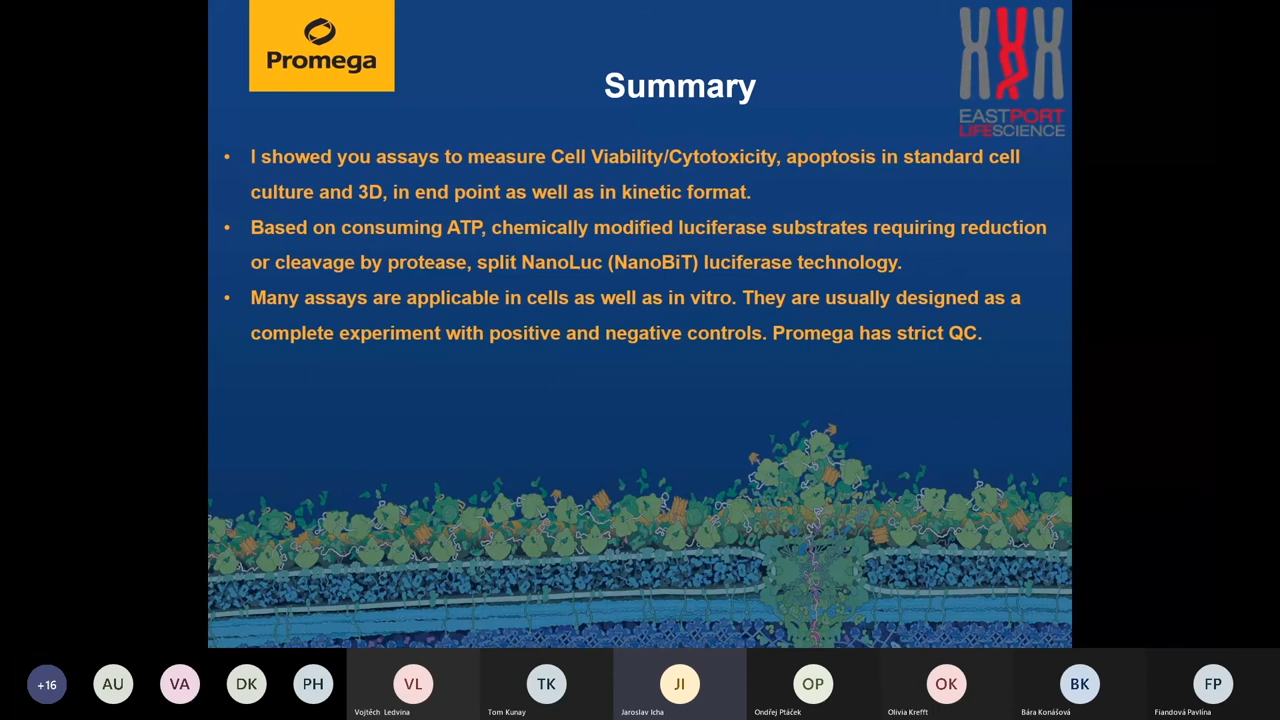 Promega
EASTPORT
LIFESCIENCE
Summary
• I showed you assays to measure Cell Viability/Cytotoxicity, apoptosis in standard cell
culture and 3D, in end point as well as in kinetic format.
• Based on consuming ATP, chemically modified luciferase substrates requiring reduction
or cleavage by protease, split NanoLuc (NanoBiT) luciferase technology.
• Many assays are applicable in cells as well as in vitro. They are usually designed as a
complete experiment with positive and negative controls. Promega has strict QC.
+16
AU
VA
DK
PH
VL
TK
JI
OP
OK
BK
FP
Vojtěch Ledvina
Tom Kunay
Jaroslav Icha
Ondřej Ptáček
Olivia Krefft
Bára Konášová
Fiandová Pavlína